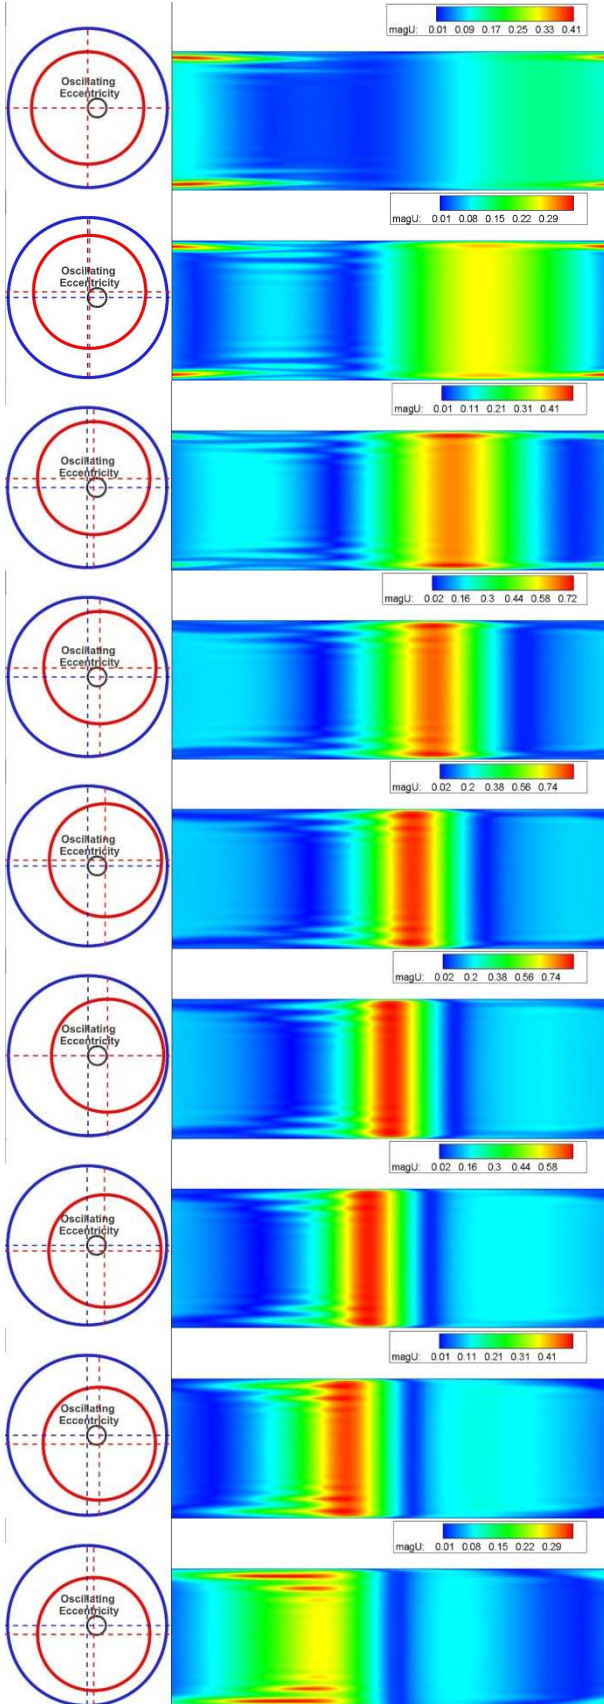 magU: 0.01 0.09 0.17 0.25 0.33 0.41
Oscillating
Eccentricity
magU: 0.01 0.08 0.15 0.22 0.29
Oscillating
Eccentricity
magU: 0.01 0.11 0.21 0.31 0.41
Oscillating
Eccentricity
magU: 0.02 0.16 0.3 0.44 0.58 0.72
Oscillating
Eccentricity
magU: 0.02 0.2 0.38 0.56 0.74
Oscillating
Eccentricity
magU: 0.02 0.2 0.38 0.56 0.74
Oscillating
Eccentricity
magU: 0.02 0.16 0.3 0.44 0.58
Oscillating
Eccentricity
magU: 0.01 0.11 0.21 0.31 0.41
Oscillating
Eccentricity
magU: 0.01 0.08 0.15 0.22 0.29
Oscillating
Eccentricity